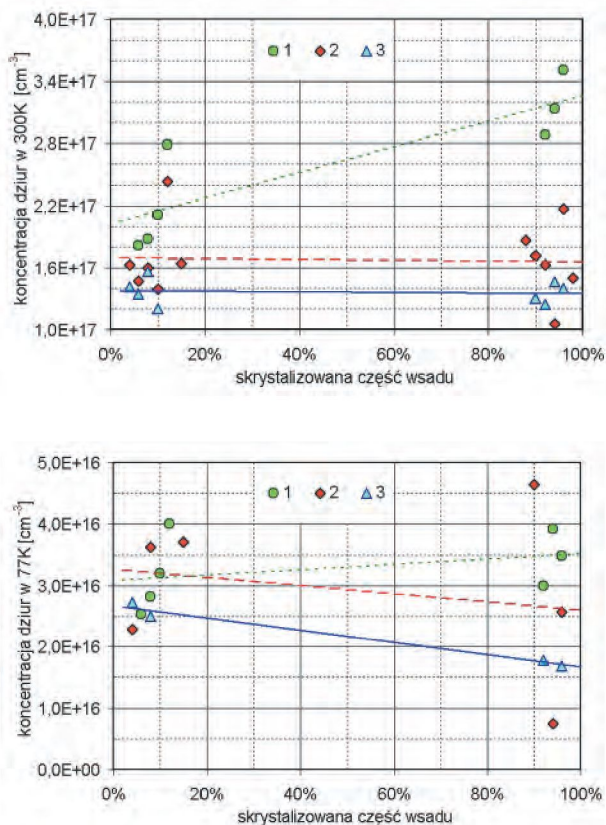 koncentracja dziur w 300K [cm⁻³]
4,0E+17
3,4E+17
2,8E+17
2,2E+17
1,6E+17
1,0E+17
1 2 3
0% 20% 40% 60% 80% 100%
skrystalizowana część wsadu
koncentracja dziur w 77K [cm⁻³]
5,0E+16
4,0E+16
3,0E+16
2,0E+16
1,0E+16
0,0E+00
1 2 3
0% 20% 40% 60% 80% 100%
skrystalizowana część wsadu